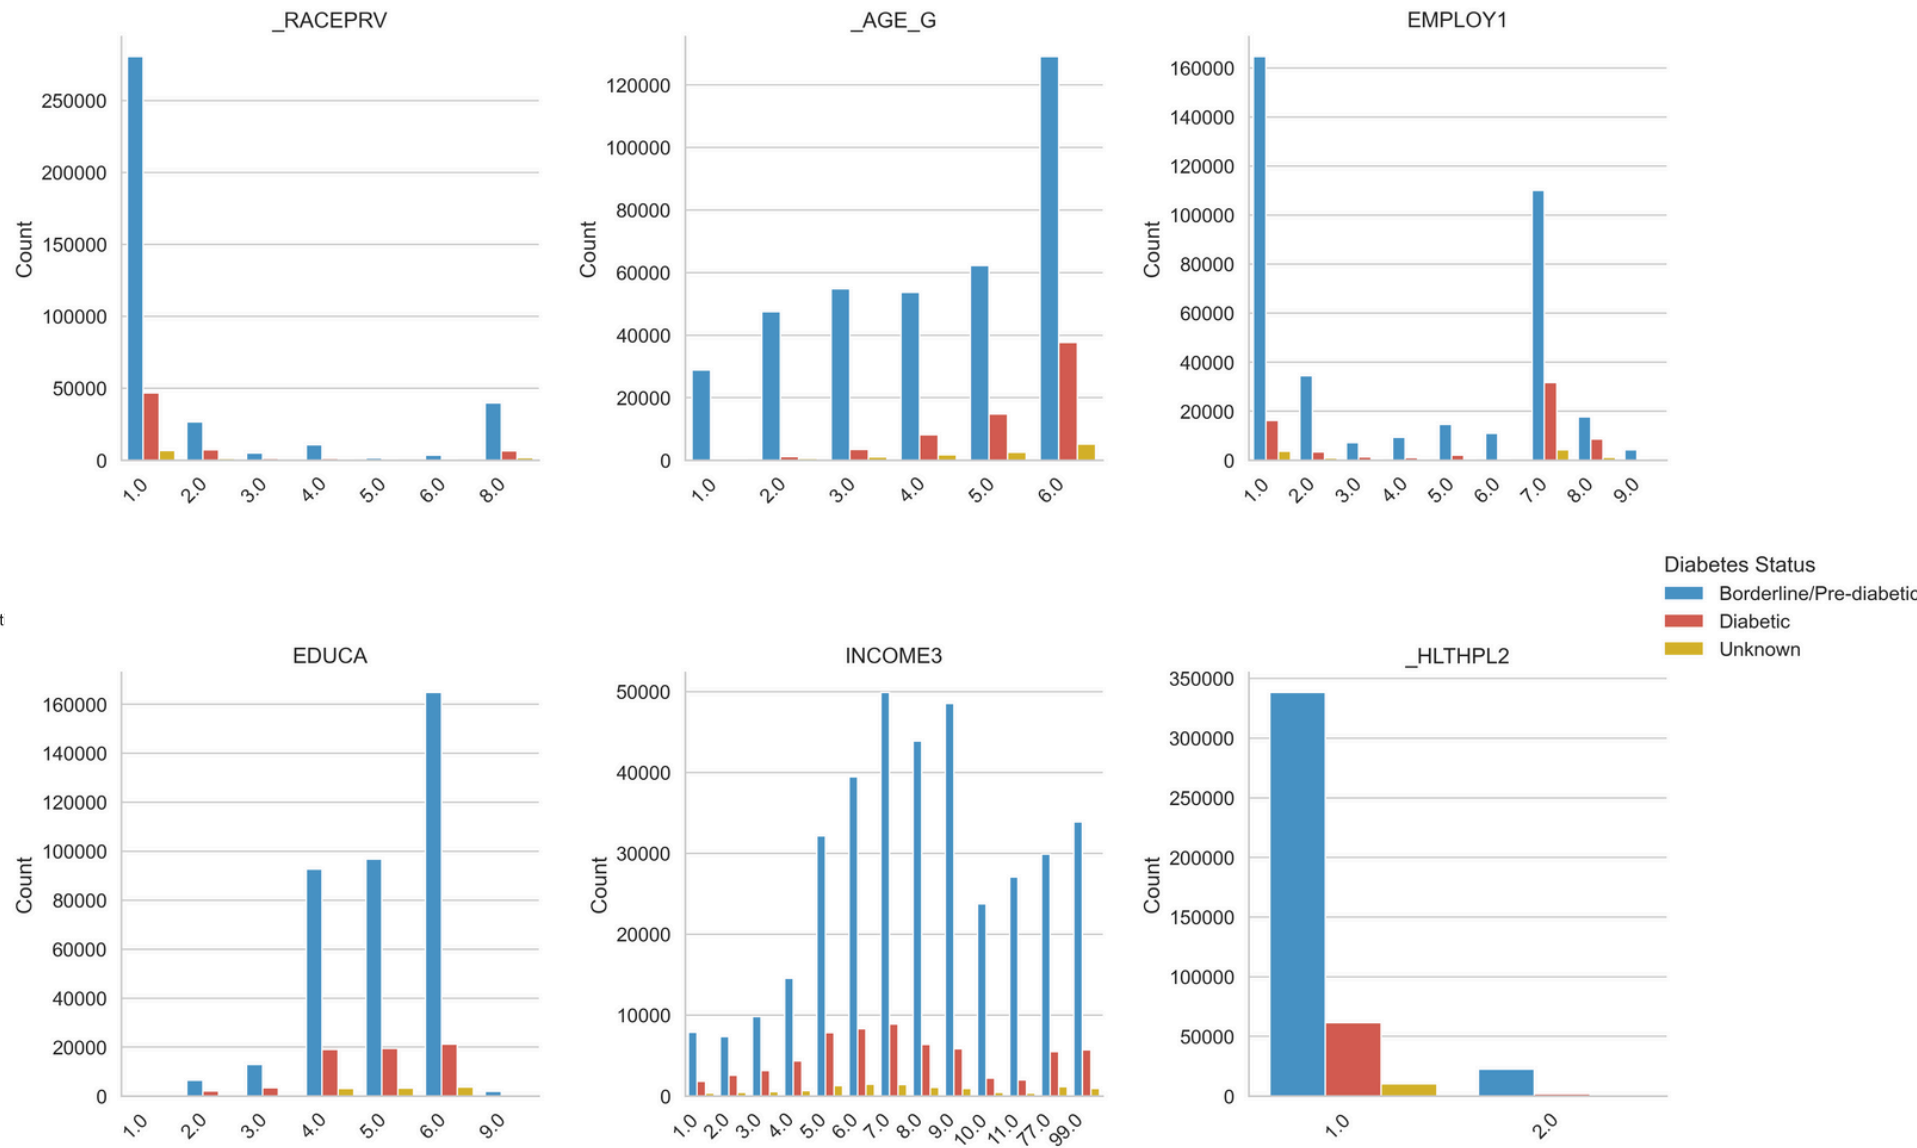 _RACEPRV
_AGE_G
EMPLOY1
Count
250000
200000
150000
100000
50000
0
1.0 2.0 3.0 4.0 5.0 6.0 8.0
Count
120000
100000
80000
60000
40000
20000
0
1.0 2.0 3.0 4.0 5.0 6.0
Count
160000
140000
120000
100000
80000
60000
40000
20000
0
1.0 2.0 3.0 4.0 5.0 6.0 7.0 8.0 9.0
Diabetes Status
Borderline/Pre-diabetic
Diabetic
Unknown
t
EDUCA
INCOME3
_HLTHPL2
Count
160000
140000
120000
100000
80000
60000
40000
20000
0
1.0 2.0 3.0 4.0 5.0 6.0 9.0
Count
50000
40000
30000
20000
10000
0
1.0 2.0 3.0 4.0 5.0 6.0 7.0 8.0 9.0 10.0 11.0 77.0 99.0
Count
350000
300000
250000
200000
150000
100000
50000
0
1.0 2.0